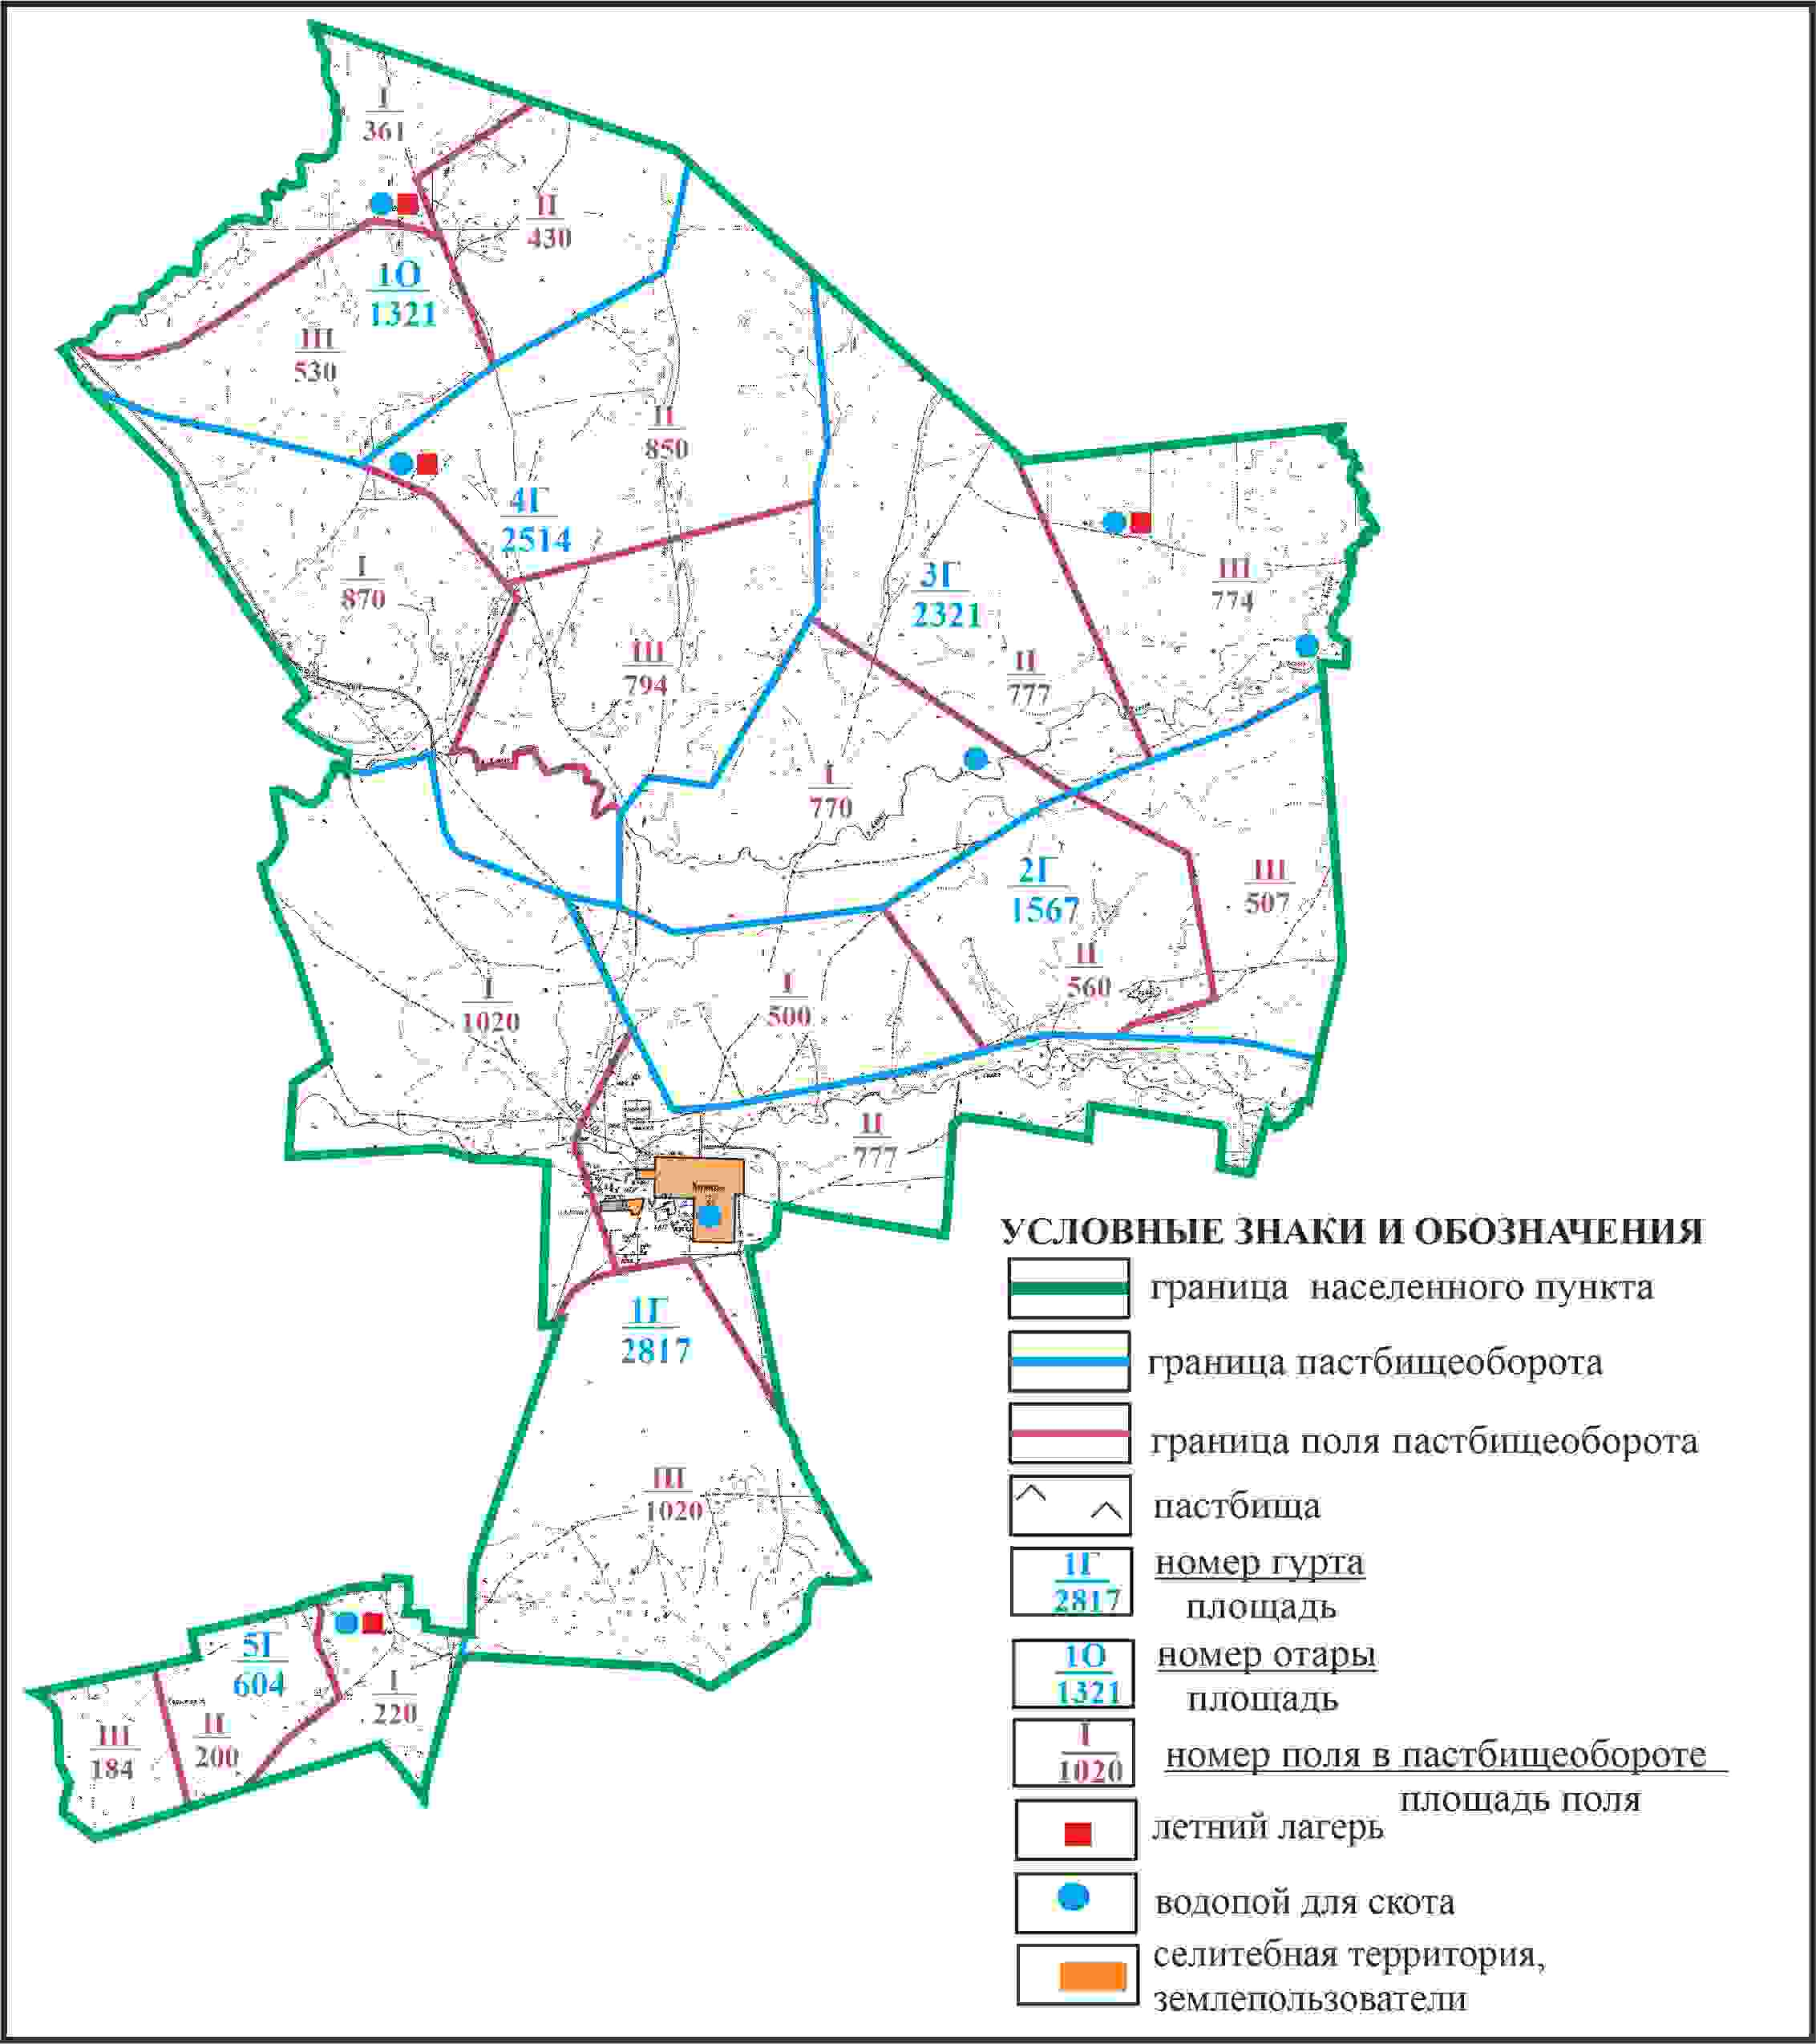 I
361
II
430
1О
1321
III
530
II
850
4Г
2514
I
870
III
794
3Г
2321
III
774
II
777
I
770
2Г
1567
III
507
II
560
I
500
I
1020
II
777
1Г
2817
III
1020
5Г
604
I
220
II
200
III
184
УСЛОВНЫЕ ЗНАКИ И ОБОЗНАЧЕНИЯ
граница населенного пункта
граница пастбищеоборота
граница поля пастбищеоборота
пастбища
1Г
2817
номер гурта
площадь
1О
1321
номер отары
площадь
I
1020
номер поля в пастбищеобороте
площадь поля
летний лагерь
водопой для скота
селитебная территория,
землепользователи